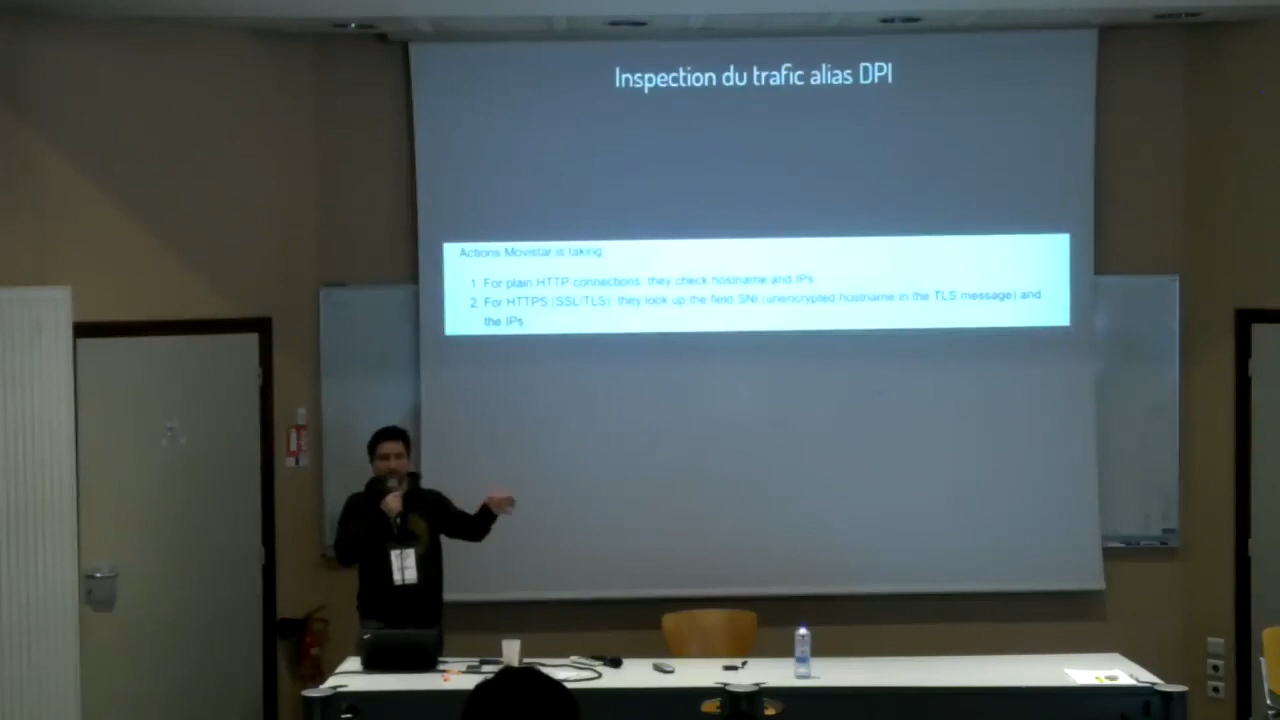 Inspection du trafic alias DPI
Actions Movistar is taking:
1. For plain HTTP connections, they check hostname and IPs
2. For HTTPS (SSL/TLS), they look up the field SNI (unencrypted hostname in the TLS message) and
the IPs